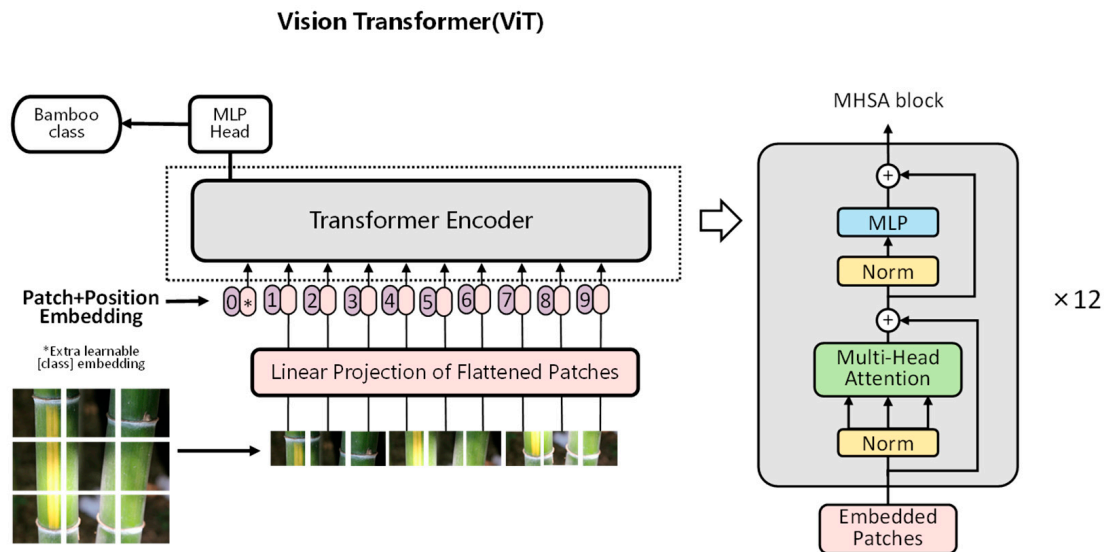 Vision Transformer(ViT)
Bamboo
class
MLP
Head
Transformer Encoder
Patch+Position
Embedding
0 * 1 2 3 4 5 6 7 8 9
*Extra learnable
[class] embedding
Linear Projection of Flattened Patches
MHSA block
+
MLP
Norm
+
Multi-Head
Attention
Norm
Embedded
Patches
×12